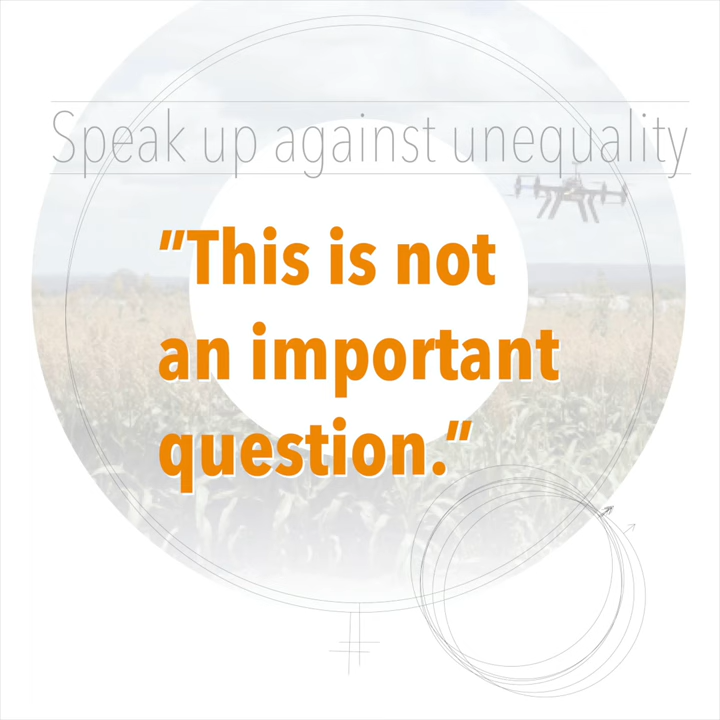 Speak up against unequality
"This is not
an important
question."